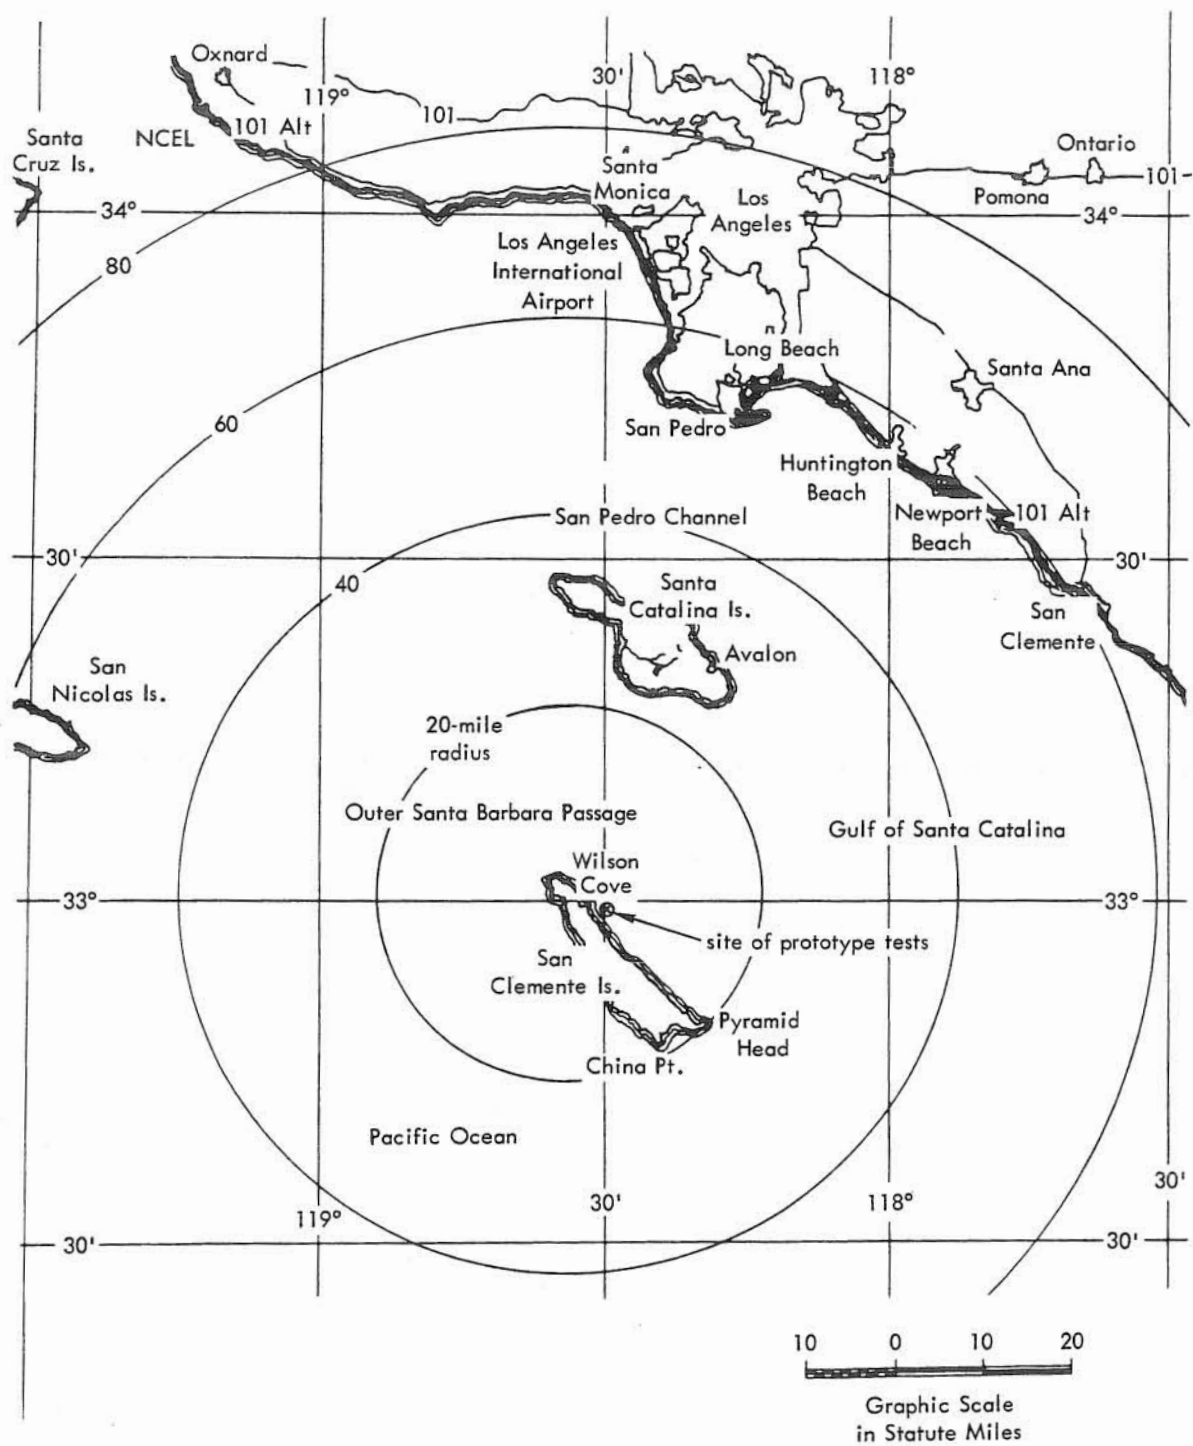 Oxnard
30'
118°
119°
101
Santa
Cruz Is.
NCEL
101 Alt
Ontario
Santa
Monica
101
Pomona
34°
Los
Angeles
34°
Los Angeles
International
Airport
80
Long Beach
Santa Ana
60
San Pedro
Huntington
Beach
Newport
Beach
101 Alt
San Pedro Channel
30'
30'
40
Santa
Catalina Is.
San
Clemente
Avalon
San
Nicolas Is.
20-mile
radius
Outer Santa Barbara Passage
Gulf of Santa Catalina
Wilson
Cove
33°
33°
site of prototype tests
San
Clemente Is.
Pyramid
Head
China Pt.
Pacific Ocean
30'
119°
30'
118°
30'
30'
10 0 10 20
Graphic Scale
in Statute Miles